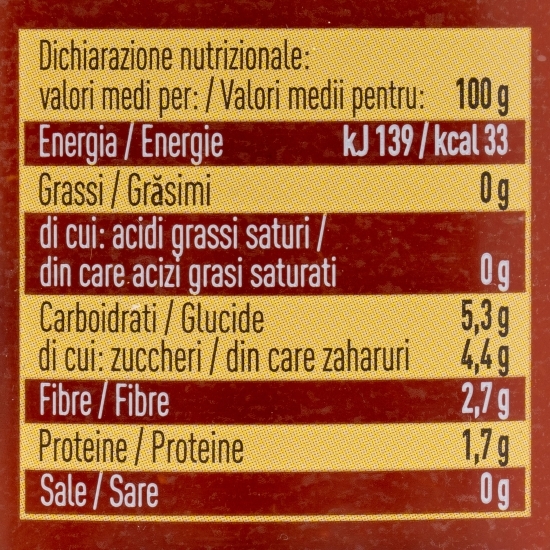 Dichiarazione nutrizionale:
valori medi per: / Valori medii pentru: 100 g
Energia / Energie kJ 139 / kcal 33
Grassi / Grăsimi 0 g
di cui: acidi grassi saturi /
din care acizi grasi saturati 0 g
Carboidrati / Glucide 5,3 g
di cui: zuccheri / din care zaharuri 4,4 g
Fibre / Fibre 2,7 g
Proteine / Proteine 1,7 g
Sale / Sare 0 g